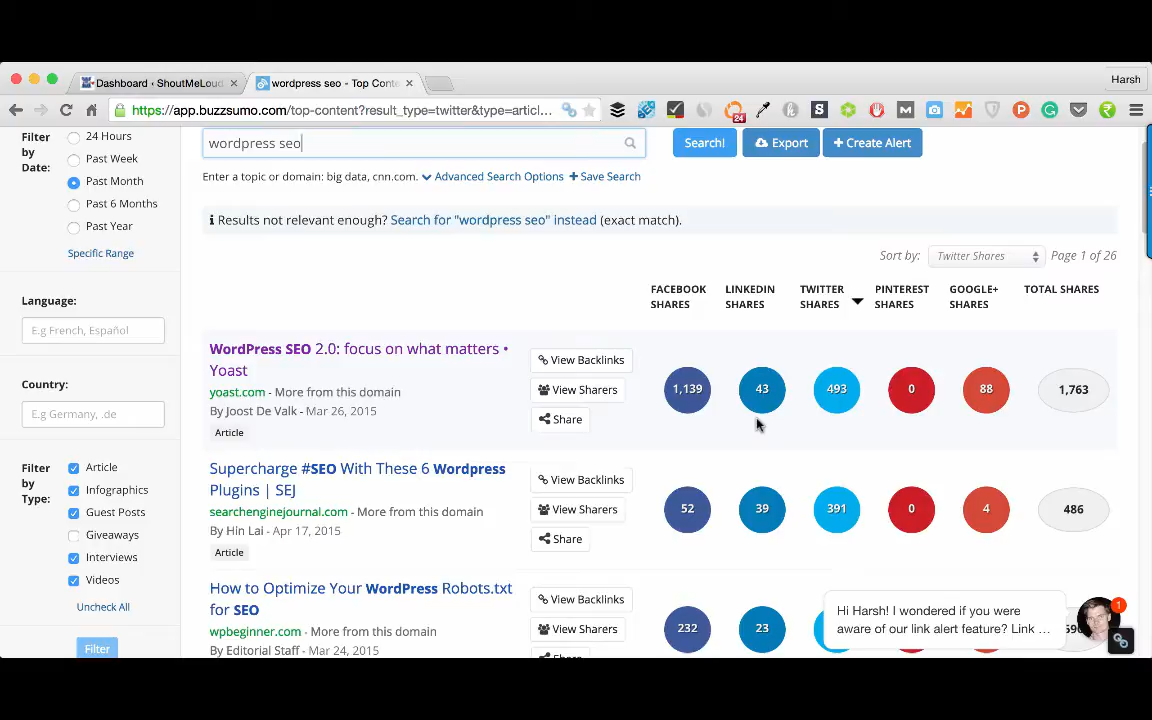 Dashboard ‹ ShoutMeLoud
wordpress seo - Top Cont
Harsh
https://app.buzzsumo.com/top-content?result_type=twitter&type=articl...
24
Filter by Date:
24 Hours
Past Week
Past Month
Past 6 Months
Past Year
Specific Range
Language:
E.g French, Español
Country:
E.g Germany, .de
Filter by Type:
Article
Infographics
Guest Posts
Giveaways
Interviews
Videos
Uncheck All
Filter
wordpress seo
Search!
Export
+ Create Alert
Enter a topic or domain: big data, cnn.com. Advanced Search Options + Save Search
Results not relevant enough? Search for "wordpress seo" instead (exact match).
Sort by: Twitter Shares Page 1 of 26
FACEBOOK SHARES
LINKEDIN SHARES
TWITTER SHARES
PINTEREST SHARES
GOOGLE+ SHARES
TOTAL SHARES
WordPress SEO 2.0: focus on what matters •
Yoast
yoast.com - More from this domain
By Joost De Valk - Mar 26, 2015
Article
View Backlinks
View Sharers
Share
1,139 43 493 0 88 1,763
Supercharge #SEO With These 6 Wordpress
Plugins | SEJ
searchenginejournal.com - More from this domain
By Hin Lai - Apr 17, 2015
Article
View Backlinks
View Sharers
Share
52 39 391 0 4 486
How to Optimize Your WordPress Robots.txt
for SEO
wpbeginner.com - More from this domain
By Editorial Staff - Mar 24, 2015
View Backlinks
View Sharers
Share
232 23
Hi Harsh! I wondered if you were
aware of our link alert feature? Link ...
1